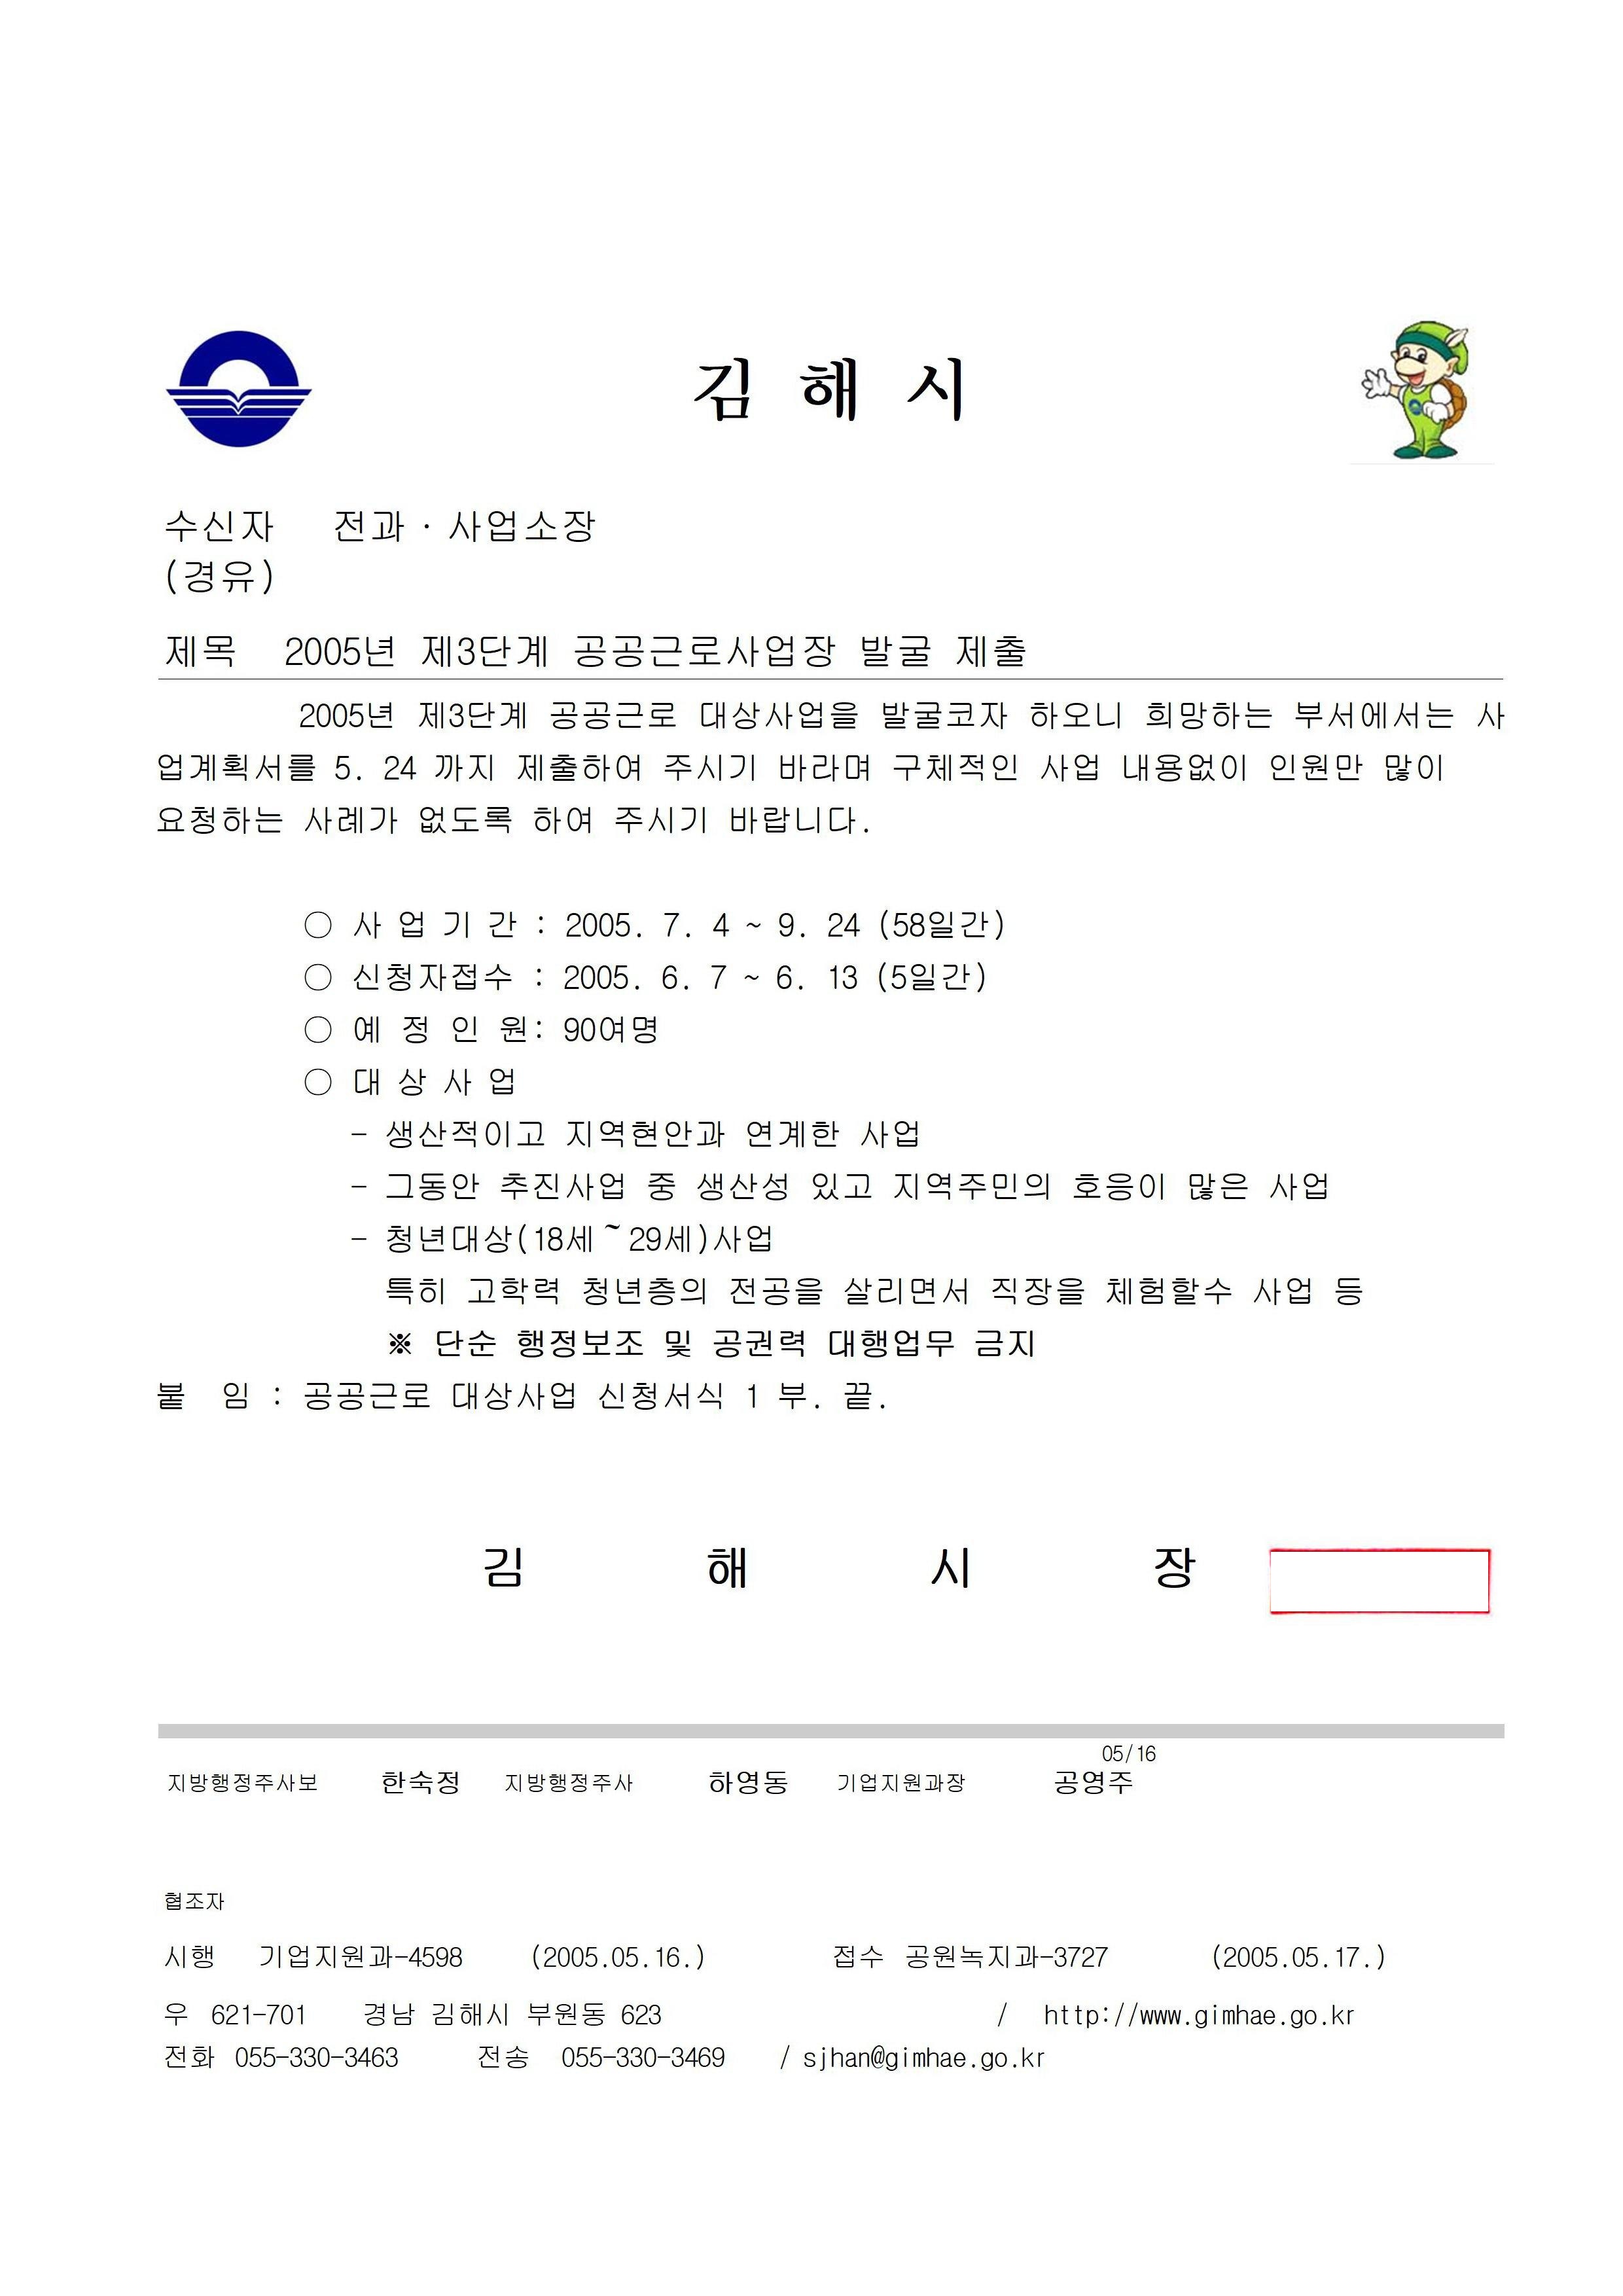 김 해 시
수신자 전과 · 사업소장
(경유)
제목 2005년 제3단계 공공근로사업장 발굴 제출
2005년 제3단계 공공근로 대상사업을 발굴코자 하오니 희망하는 부서에서는 사
업계획서를 5. 24 까지 제출하여 주시기 바라며 구체적인 사업 내용없이 인원만 많이
요청하는 사례가 없도록 하여 주시기 바랍니다.
○ 사 업 기 간 : 2005. 7. 4 ~ 9. 24 (58일간)
○ 신청자접수 : 2005. 6. 7 ~ 6. 13 (5일간)
○ 예 정 인 원: 90여명
○ 대 상 사 업
- 생산적이고 지역현안과 연계한 사업
- 그동안 추진사업 중 생산성 있고 지역주민의 호응이 많은 사업
- 청년대상(18세~29세)사업
특히 고학력 청년층의 전공을 살리면서 직장을 체험할수 사업 등
※ 단순 행정보조 및 공권력 대행업무 금지
붙 임 : 공공근로 대상사업 신청서식 1 부. 끝.
김 해 시 장
05/16
지방행정주사보 한숙정 지방행정주사 하영동 기업지원과장 공영주
협조자
시행 기업지원과-4598 (2005.05.16.) 접수 공원녹지과-3727 (2005.05.17.)
우 621-701 경남 김해시 부원동 623 / http://www.gimhae.go.kr
전화 055-330-3463 전송 055-330-3469 / sjhan@gimhae.go.kr